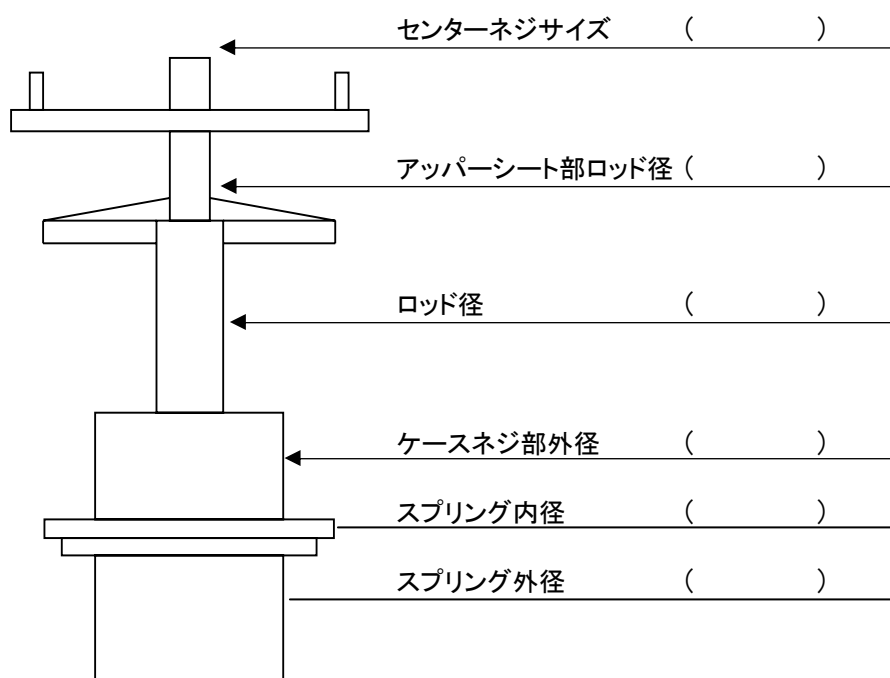 センターネジサイズ ( )
アッパーシート部ロッド径 ( )
ロッド径 ( )
ケースネジ部外径 ( )
スプリング内径 ( )
スプリング外径 ( )